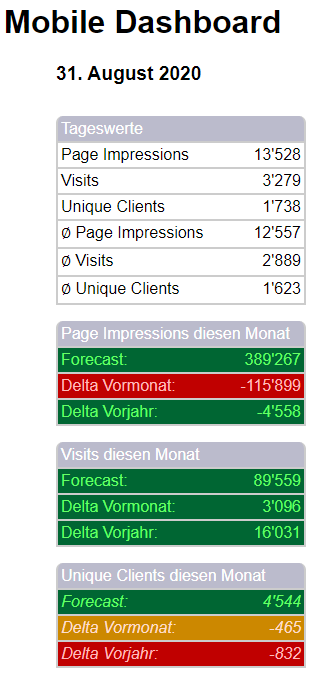 Mobile Dashboard
31. August 2020
Tageswerte
Page Impressions 13'528
Visits 3'279
Unique Clients 1'738
Ø Page Impressions 12'557
Ø Visits 2'889
Ø Unique Clients 1'623
Page Impressions diesen Monat
Forecast: 389'267
Delta Vormonat: -115'899
Delta Vorjahr: -4'558
Visits diesen Monat
Forecast: 89'559
Delta Vormonat: 3'096
Delta Vorjahr: 16'031
Unique Clients diesen Monat
Forecast: 4'544
Delta Vormonat: -465
Delta Vorjahr: -832